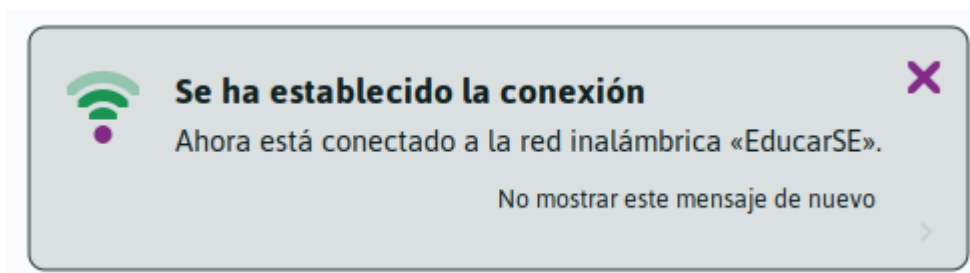 Se ha establecido la conexión
Ahora está conectado a la red inalámbrica «EducarSE».
No mostrar este mensaje de nuevo